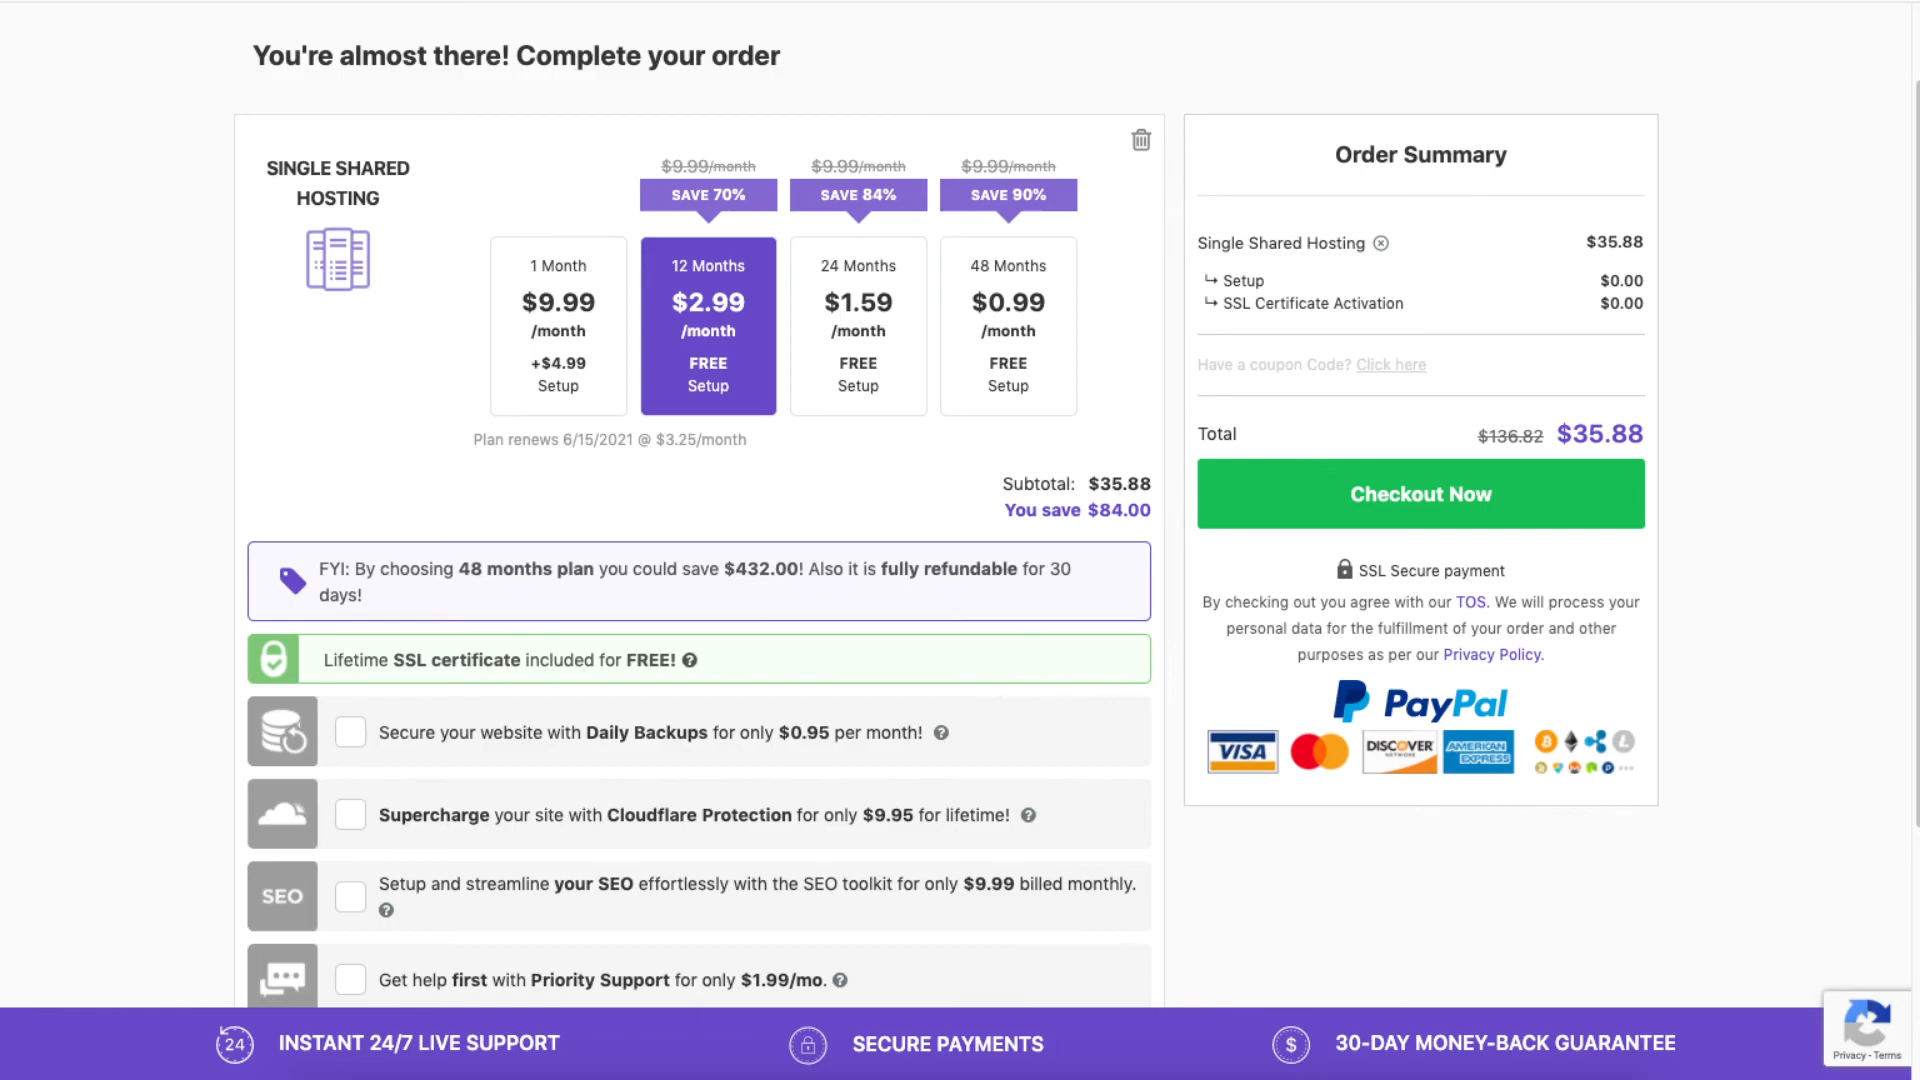 You're almost there! Complete your order
SINGLE SHARED
HOSTING
$9.99/month
$9.99/month
$9.99/month
SAVE 70%
SAVE 84%
SAVE 90%
1 Month
$9.99
/month
+$4.99
Setup
12 Months
$2.99
/month
FREE
Setup
24 Months
$1.59
/month
FREE
Setup
48 Months
$0.99
/month
FREE
Setup
Plan renews 6/15/2021 @ $3.25/month
Subtotal: $35.88
You save $84.00
FYI: By choosing 48 months plan you could save $432.00! Also it is fully refundable for 30
days!
Lifetime SSL certificate included for FREE! ?
Secure your website with Daily Backups for only $0.95 per month! ?
Supercharge your site with Cloudflare Protection for only $9.95 for lifetime! ?
SEO
Setup and streamline your SEO effortlessly with the SEO toolkit for only $9.99 billed monthly.
?
Get help first with Priority Support for only $1.99/mo. ?
Order Summary
Single Shared Hosting $35.88
↳ Setup $0.00
↳ SSL Certificate Activation $0.00
Have a coupon Code? Click here
Total $136.82 $35.88
Checkout Now
SSL Secure payment
By checking out you agree with our TOS. We will process your
personal data for the fulfillment of your order and other
purposes as per our Privacy Policy.
PayPal
VISA
DISCOVER
NETWORK
AMERICAN
EXPRESS
24
INSTANT 24/7 LIVE SUPPORT
SECURE PAYMENTS
$
30-DAY MONEY-BACK GUARANTEE
Privacy - Terms